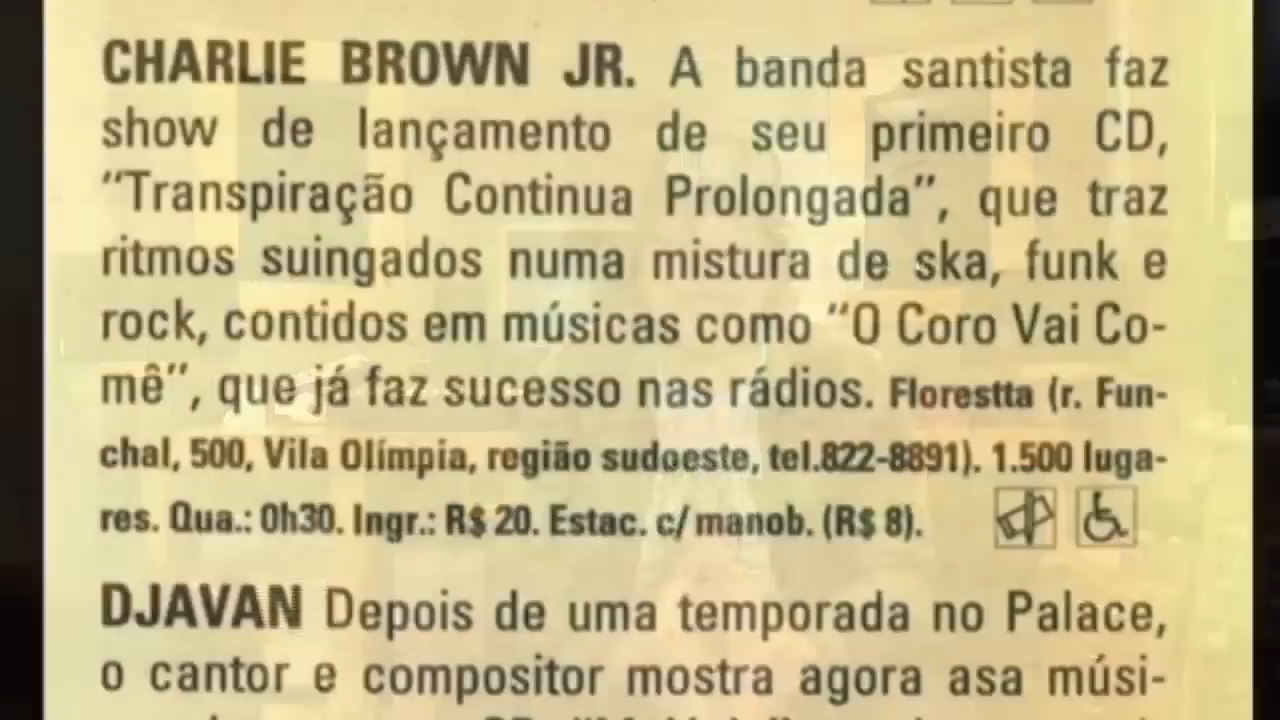 CHARLIE BROWN JR. A banda santista faz
show de lançamento de seu primeiro CD,
“Transpiração Continua Prolongada”, que traz
ritmos suingados numa mistura de ska, funk e
rock, contidos em músicas como “O Coro Vai Co-
mê”, que já faz sucesso nas rádios. Florestta (r. Fun-
chal, 500, Vila Olímpia, região sudoeste, tel.822-8891). 1.500 luga-
res. Qua.: 0h30. Ingr.: R$ 20. Estac. c/ manob. (R$ 8).
DJAVAN Depois de uma temporada no Palace,
o cantor e compositor mostra agora asa músi-